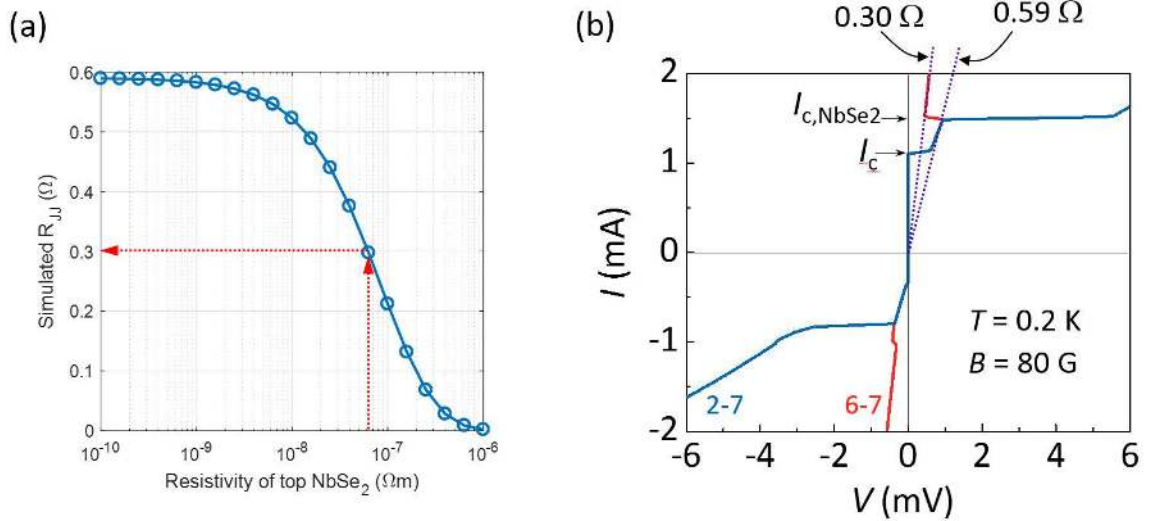 (a)
0.6
0.5
0.4
0.3
0.2
0.1
0
10⁻¹⁰
10⁻⁹
10⁻⁸
10⁻⁷
10⁻⁶
Simulated R_JJ (Ω)
Resistivity of top NbSe₂ (Ωm)
(b)
0.30 Ω
0.59 Ω
2
1
0
-1
-2
-6
-4
-2
0
2
4
6
I (mA)
V (mV)
I_c,NbSe2
I_c
T = 0.2 K
B = 80 G
2-7
6-7